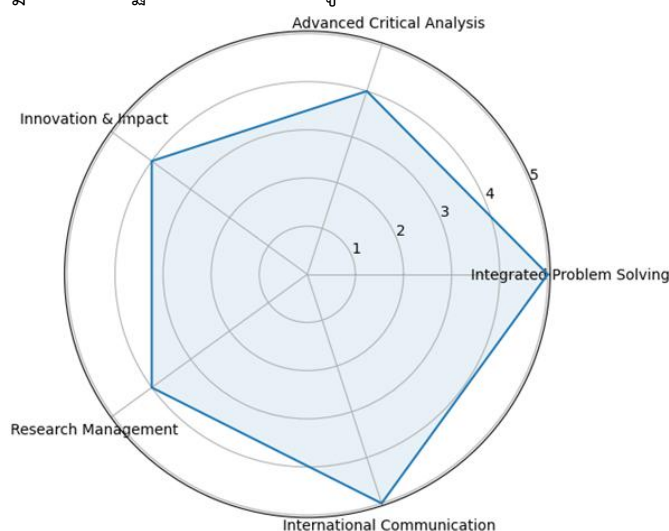 Advanced Critical Analysis
Innovation & Impact
5
4
3
2
1
Integrated Problem Solving
Research Management
International Communication